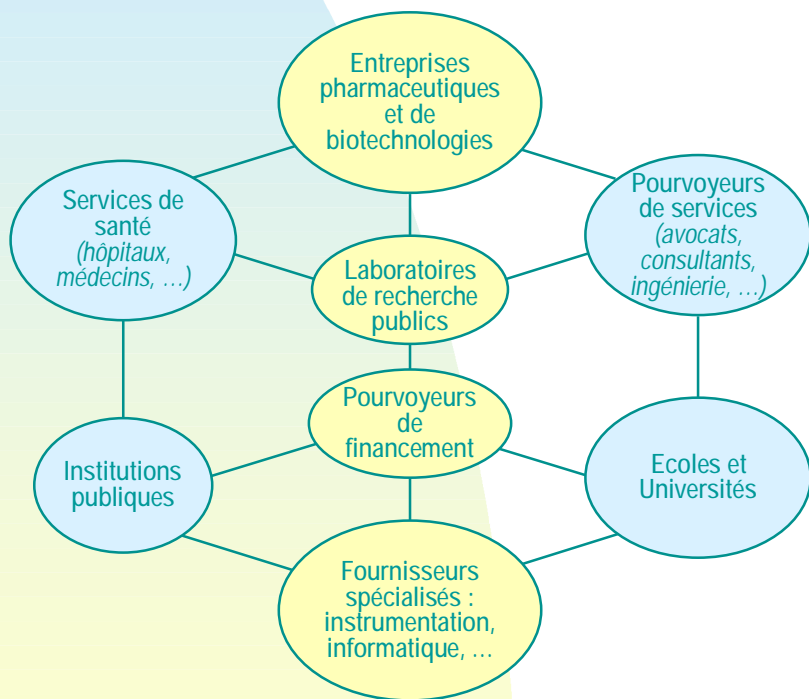 Entreprises
pharmaceutiques
et de
biotechnologies
Services de
santé
(hôpitaux,
médecins, …)
Pourvoyeurs
de services
(avocats,
consultants,
ingénierie, …)
Laboratoires
de recherche
publics
Pourvoyeurs
de
financement
Institutions
publiques
Ecoles et
Universités
Fournisseurs
spécialisés :
instrumentation,
informatique, …